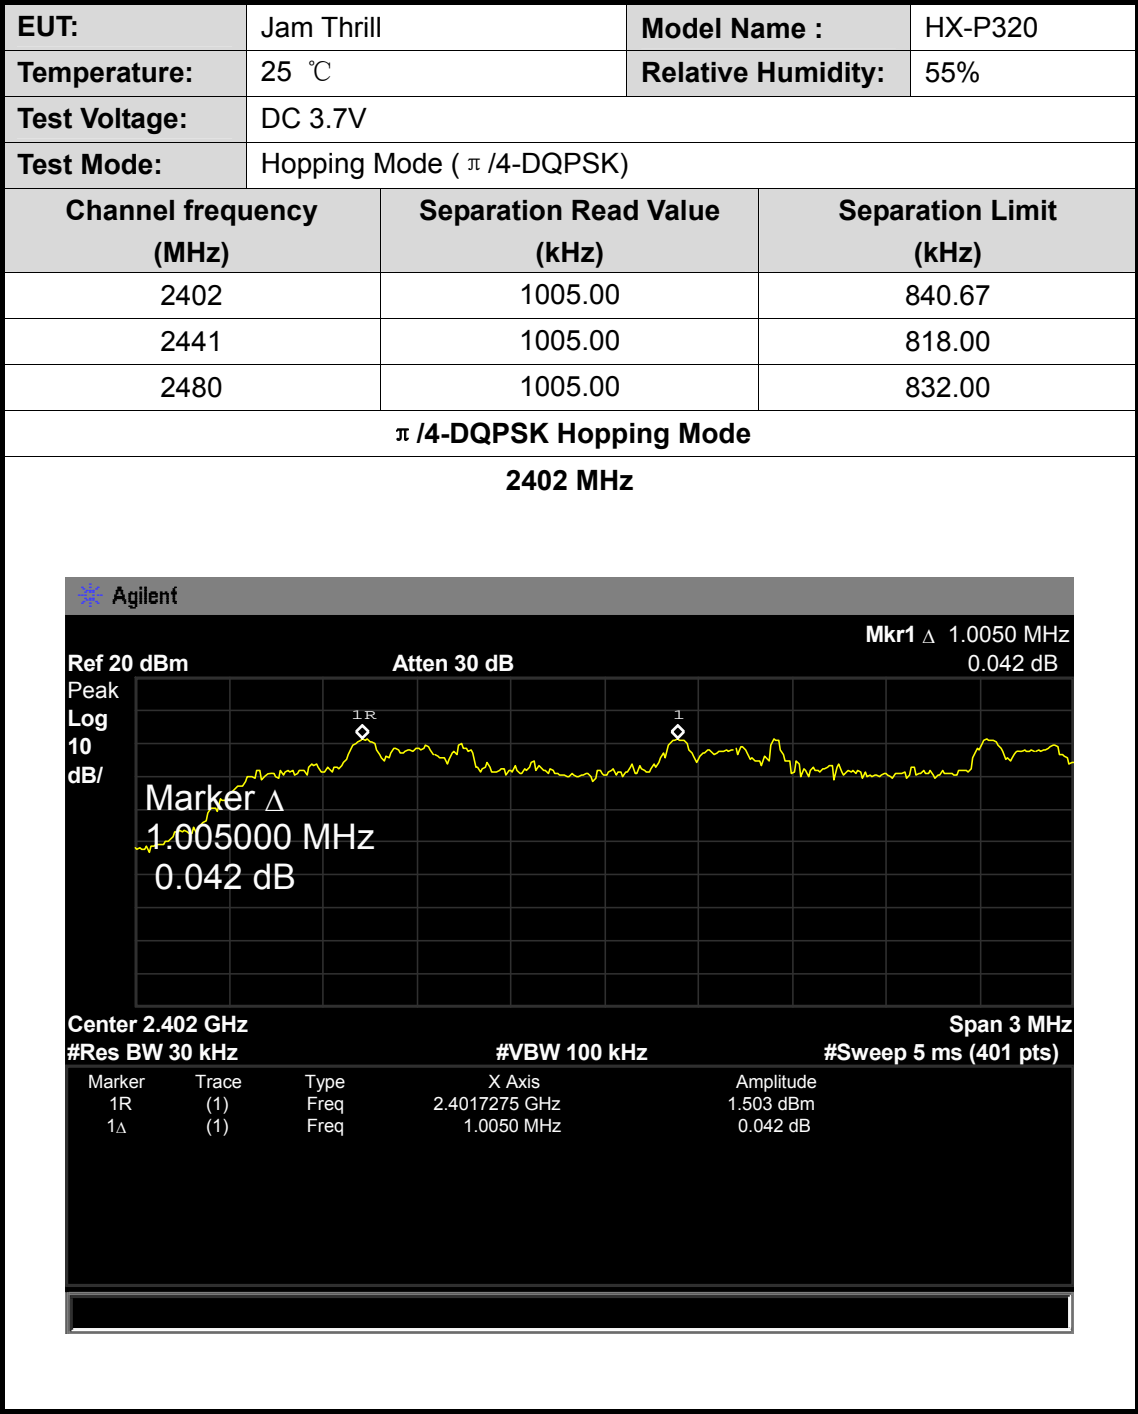 EUT: Jam Thrill Model Name : HX-P320
Temperature: 25 ℃ Relative Humidity: 55%
Test Voltage: DC 3.7V
Test Mode: Hopping Mode ( π /4-DQPSK)
Channel frequency (MHz) Separation Read Value (kHz) Separation Limit (kHz)
2402 1005.00 840.67
2441 1005.00 818.00
2480 1005.00 832.00
π /4-DQPSK Hopping Mode
2402 MHz
Agilent
Mkr1 Δ 1.0050 MHz
Ref 20 dBm Atten 30 dB 0.042 dB
Peak
Log
10
dB/
1R 1
Marker Δ
1.005000 MHz
0.042 dB
Center 2.402 GHz Span 3 MHz
#Res BW 30 kHz #VBW 100 kHz #Sweep 5 ms (401 pts)
Marker Trace Type X Axis Amplitude
1R (1) Freq 2.4017275 GHz 1.503 dBm
1Δ (1) Freq 1.0050 MHz 0.042 dB